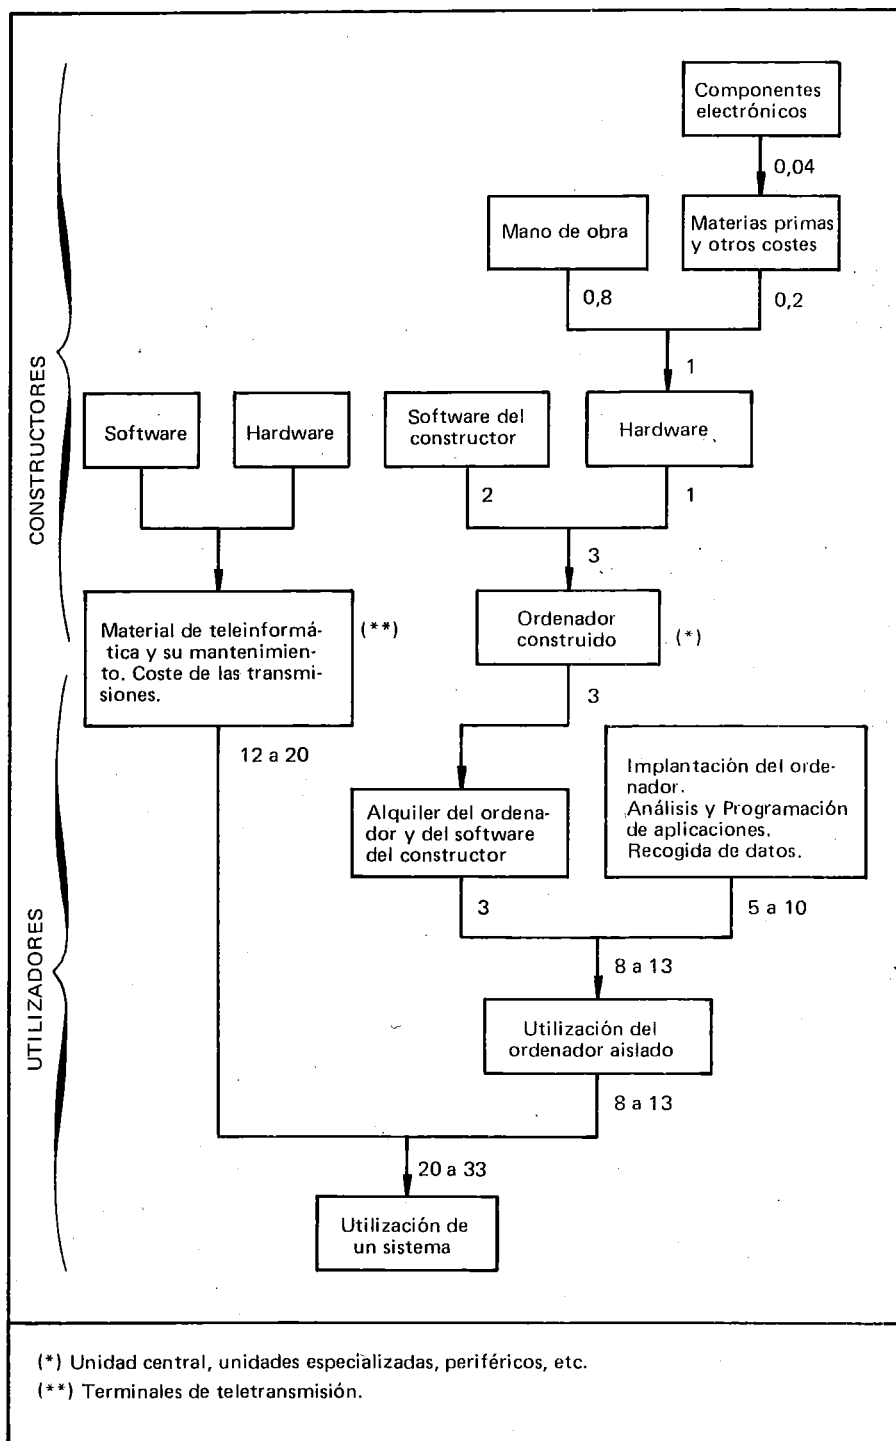 Componentes
electrónicos
0,04
Mano de obra
Materias primas
y otros costes
0,8
0,2
1
CONSTRUCTORES
Software
Hardware
Software del
constructor
Hardware
2
1
3
Material de teleinformá-
tica y su mantenimien-
to. Coste de las transmi-
siones.
(**)
Ordenador
construido
(*)
3
12 a 20
Implantación del orde-
nador.
Análisis y Programación
de aplicaciones.
Recogida de datos.
Alquiler del ordena-
dor y del software
del constructor
3
5 a 10
UTILIZADORES
8 a 13
Utilización del
ordenador aislado
8 a 13
20 a 33
Utilización de
un sistema
(*) Unidad central, unidades especializadas, periféricos, etc.
(**) Terminales de teletransmisión.